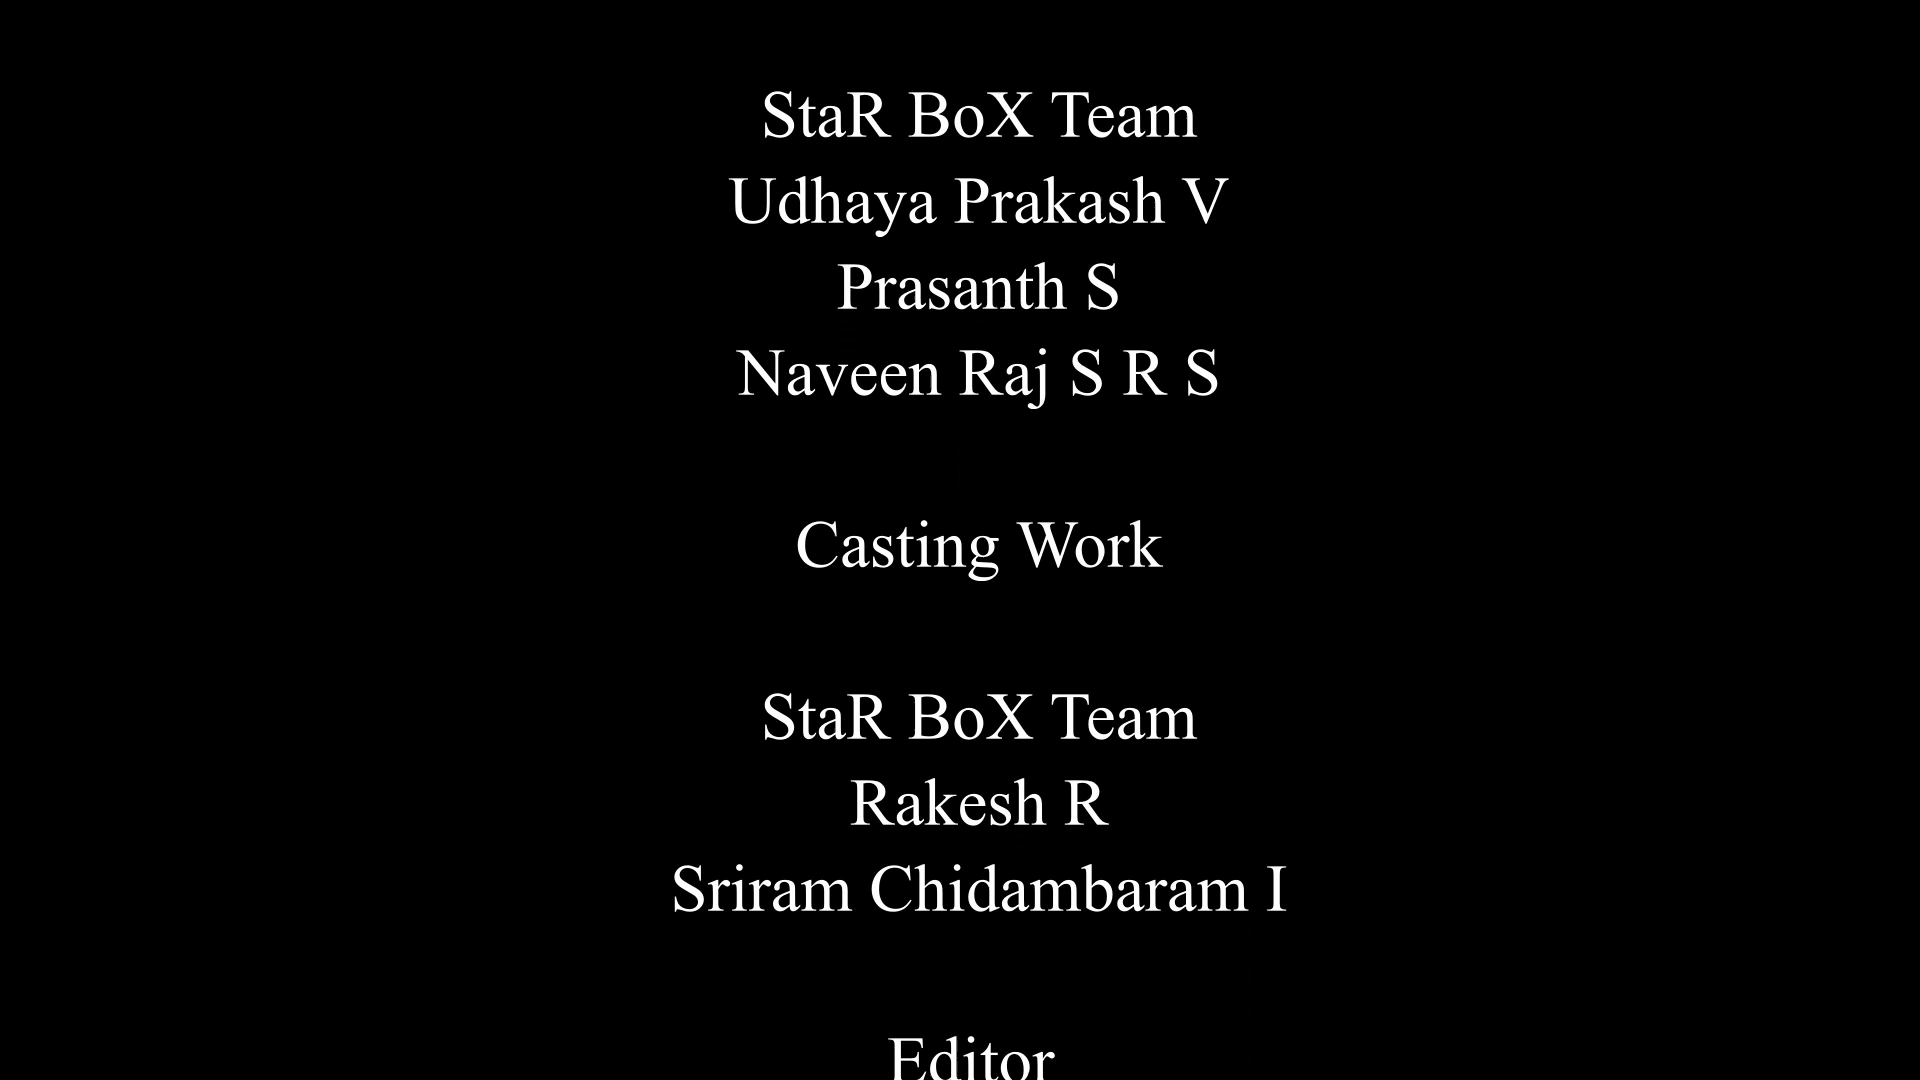 StaR BoX Team
Udhaya Prakash V
Prasanth S
Naveen Raj S R S
Casting Work
StaR BoX Team
Rakesh R
Sriram Chidambaram I
Editor